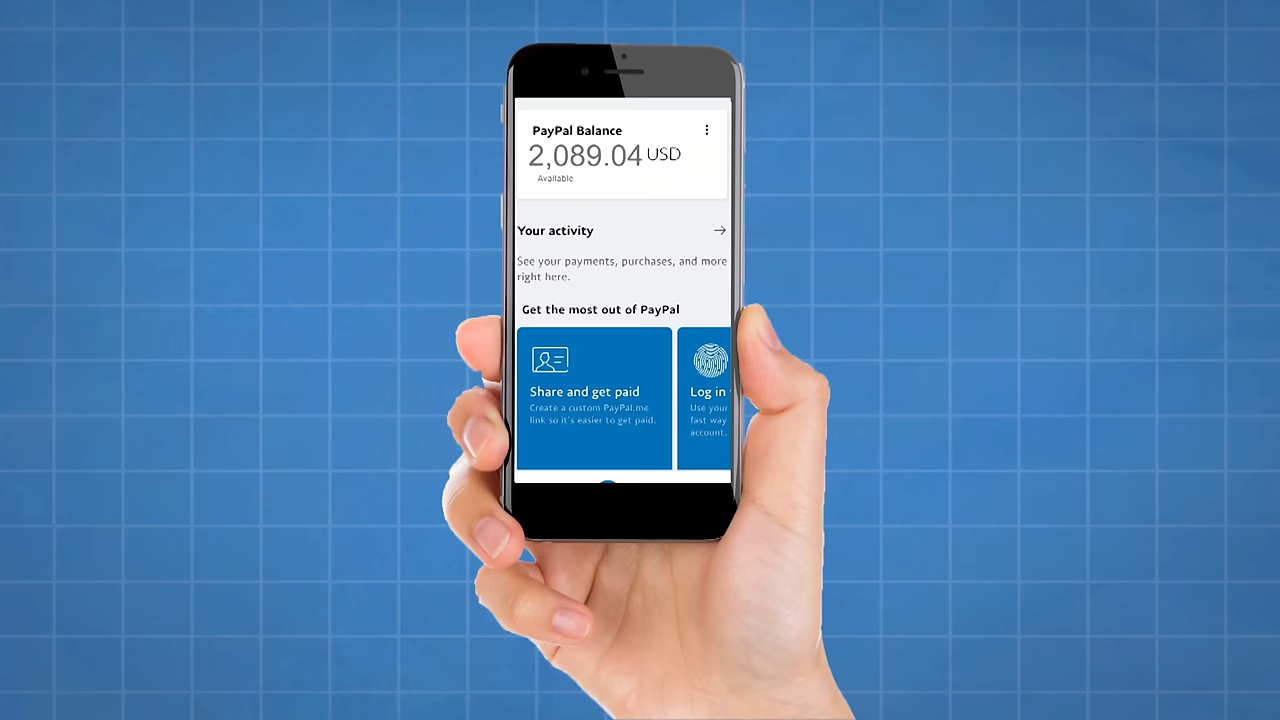 PayPal Balance
2,089.04 USD
Available
Your activity
See your payments, purchases, and more
right here.
Get the most out of PayPal
Share and get paid
Create a custom PayPal.me
link so it's easier to get paid.
Log in
Use your
fast way
account.